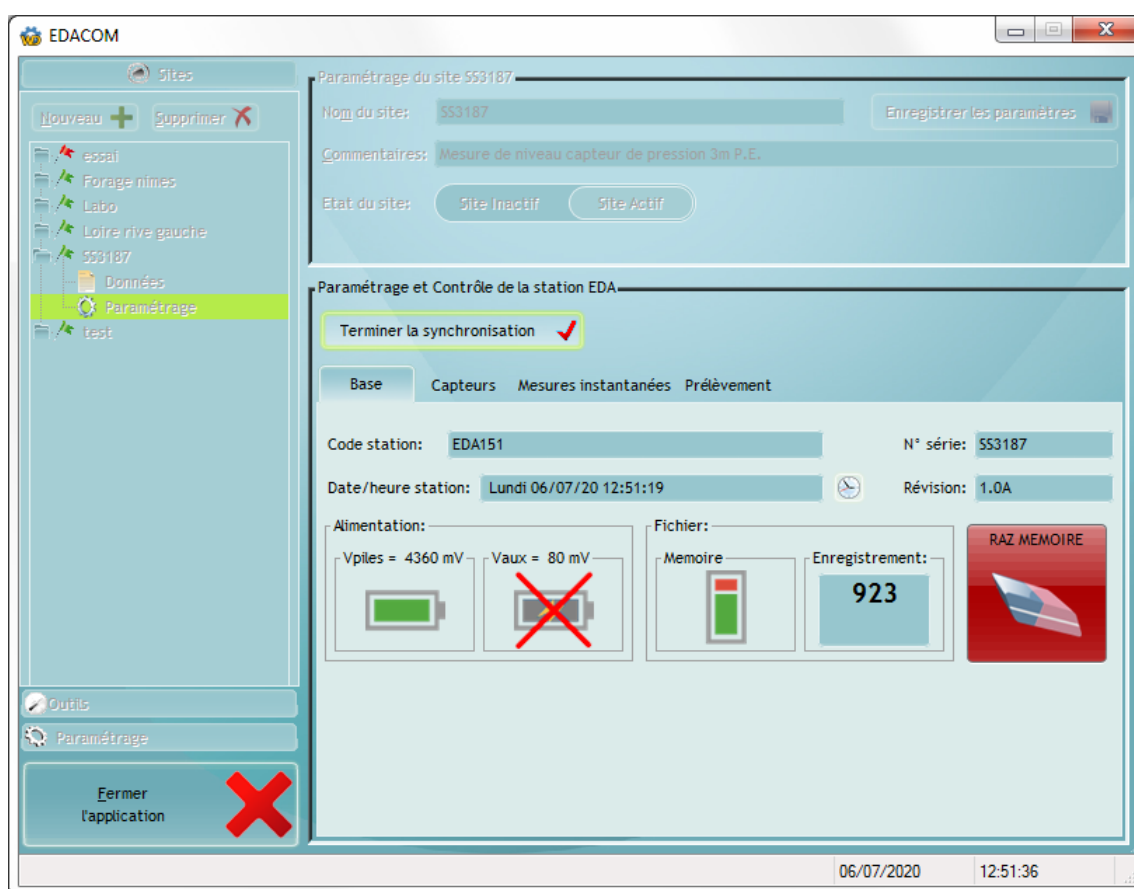 EDACOM
Sites
Nouveau
Supprimer
essai
Forage nimes
Labo
Loire rive gauche
SS3187
Données
Paramétrage
test
Outils
Paramétrage
Fermer
l'application
Paramétrage du site SS3187
Nom du site: SS3187
Enregistrer les paramètres
Commentaires: Mesure de niveau capteur de pression 3m P.E.
Etat du site: Site Inactif Site Actif
Paramétrage et Contrôle de la station EDA
Terminer la synchronisation
Base Capteurs Mesures instantanées Prélèvement
Code station: EDA151 N° série: SS3187
Date/heure station: Lundi 06/07/20 12:51:19 Révision: 1.0A
Alimentation:
Vpiles = 4360 mV Vaux = 80 mV
Fichier:
Memoire Enregistrement:
923
RAZ MEMOIRE
06/07/2020 12:51:36